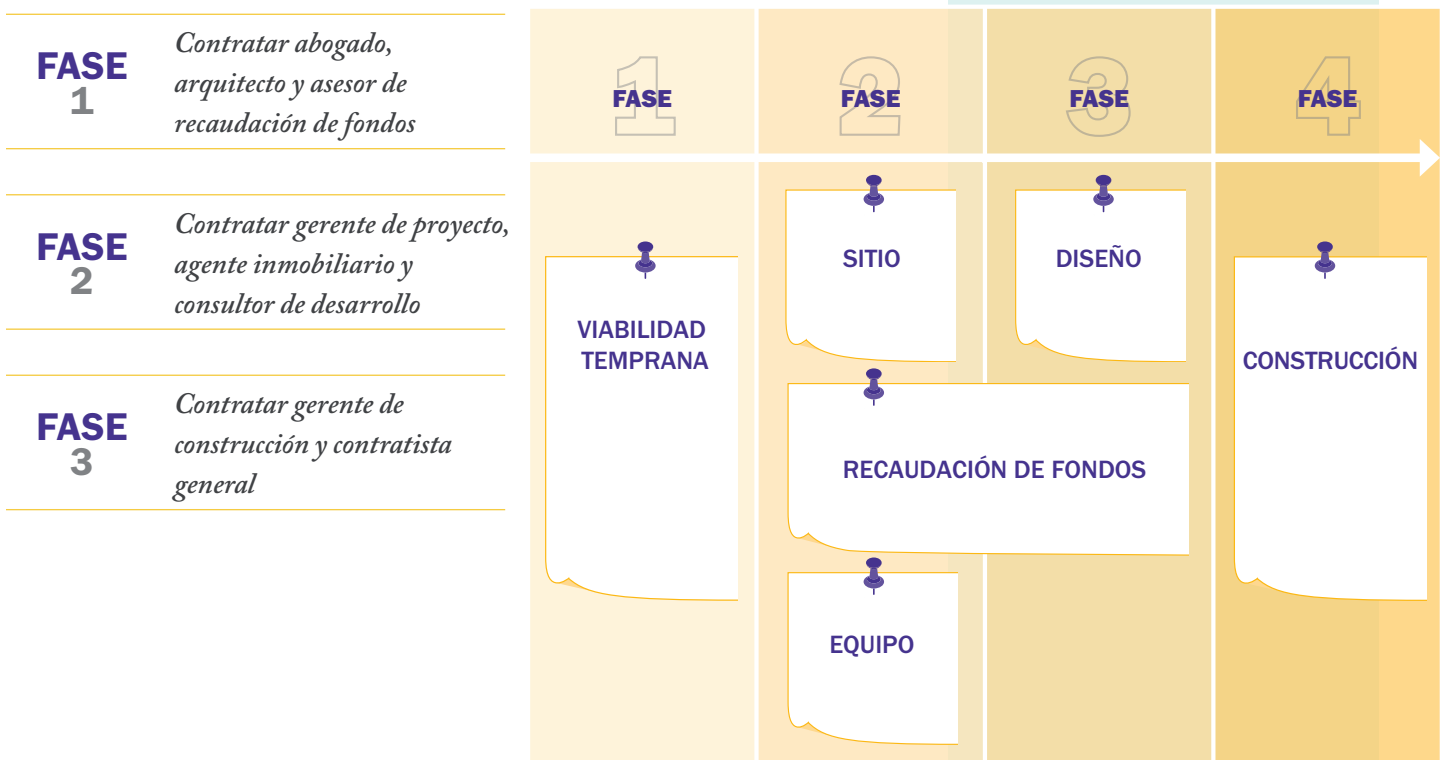 FASE
1
Contratar abogado,
arquitecto y asesor de
recaudación de fondos
FASE
2
Contratar gerente de proyecto,
agente inmobiliario y
consultor de desarrollo
FASE
3
Contratar gerente de
construcción y contratista
general
1
FASE
2
FASE
3
FASE
4
FASE
VIABILIDAD
TEMPRANA
SITIO
DISEÑO
RECAUDACIÓN DE FONDOS
EQUIPO
CONSTRUCCIÓN